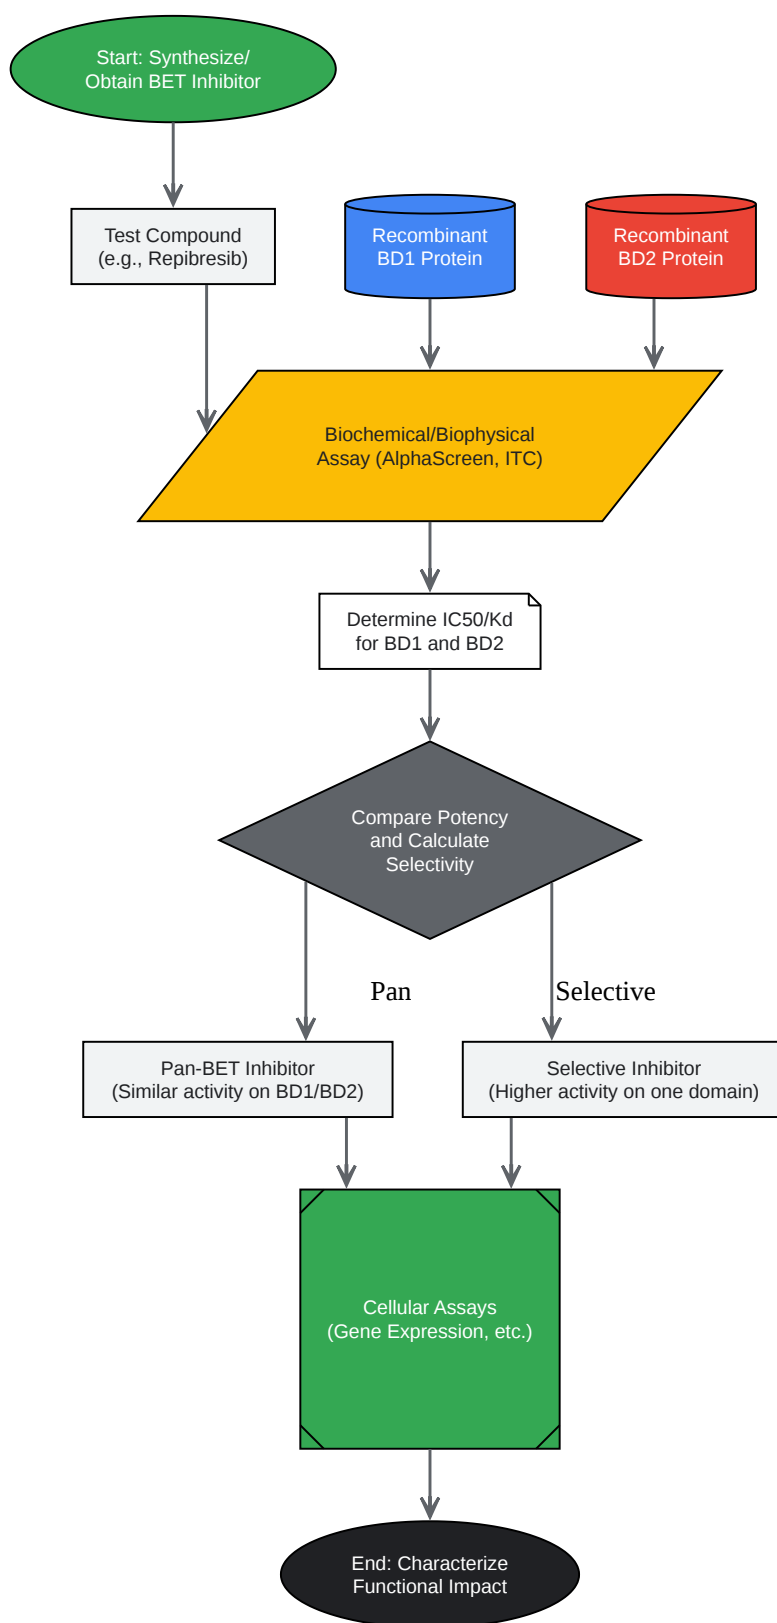 Start: Synthesize/
Obtain BET Inhibitor
Test Compound
(e.g., Repibresib)
Recombinant
BD1 Protein
Recombinant
BD2 Protein
Biochemical/Biophysical
Assay (AlphaScreen, ITC)
Determine IC50/Kd
for BD1 and BD2
Compare Potency
and Calculate
Selectivity
Pan
Selective
Pan-BET Inhibitor
(Similar activity on BD1/BD2)
Selective Inhibitor
(Higher activity on one domain)
Cellular Assays
(Gene Expression, etc.)
End: Characterize
Functional Impact